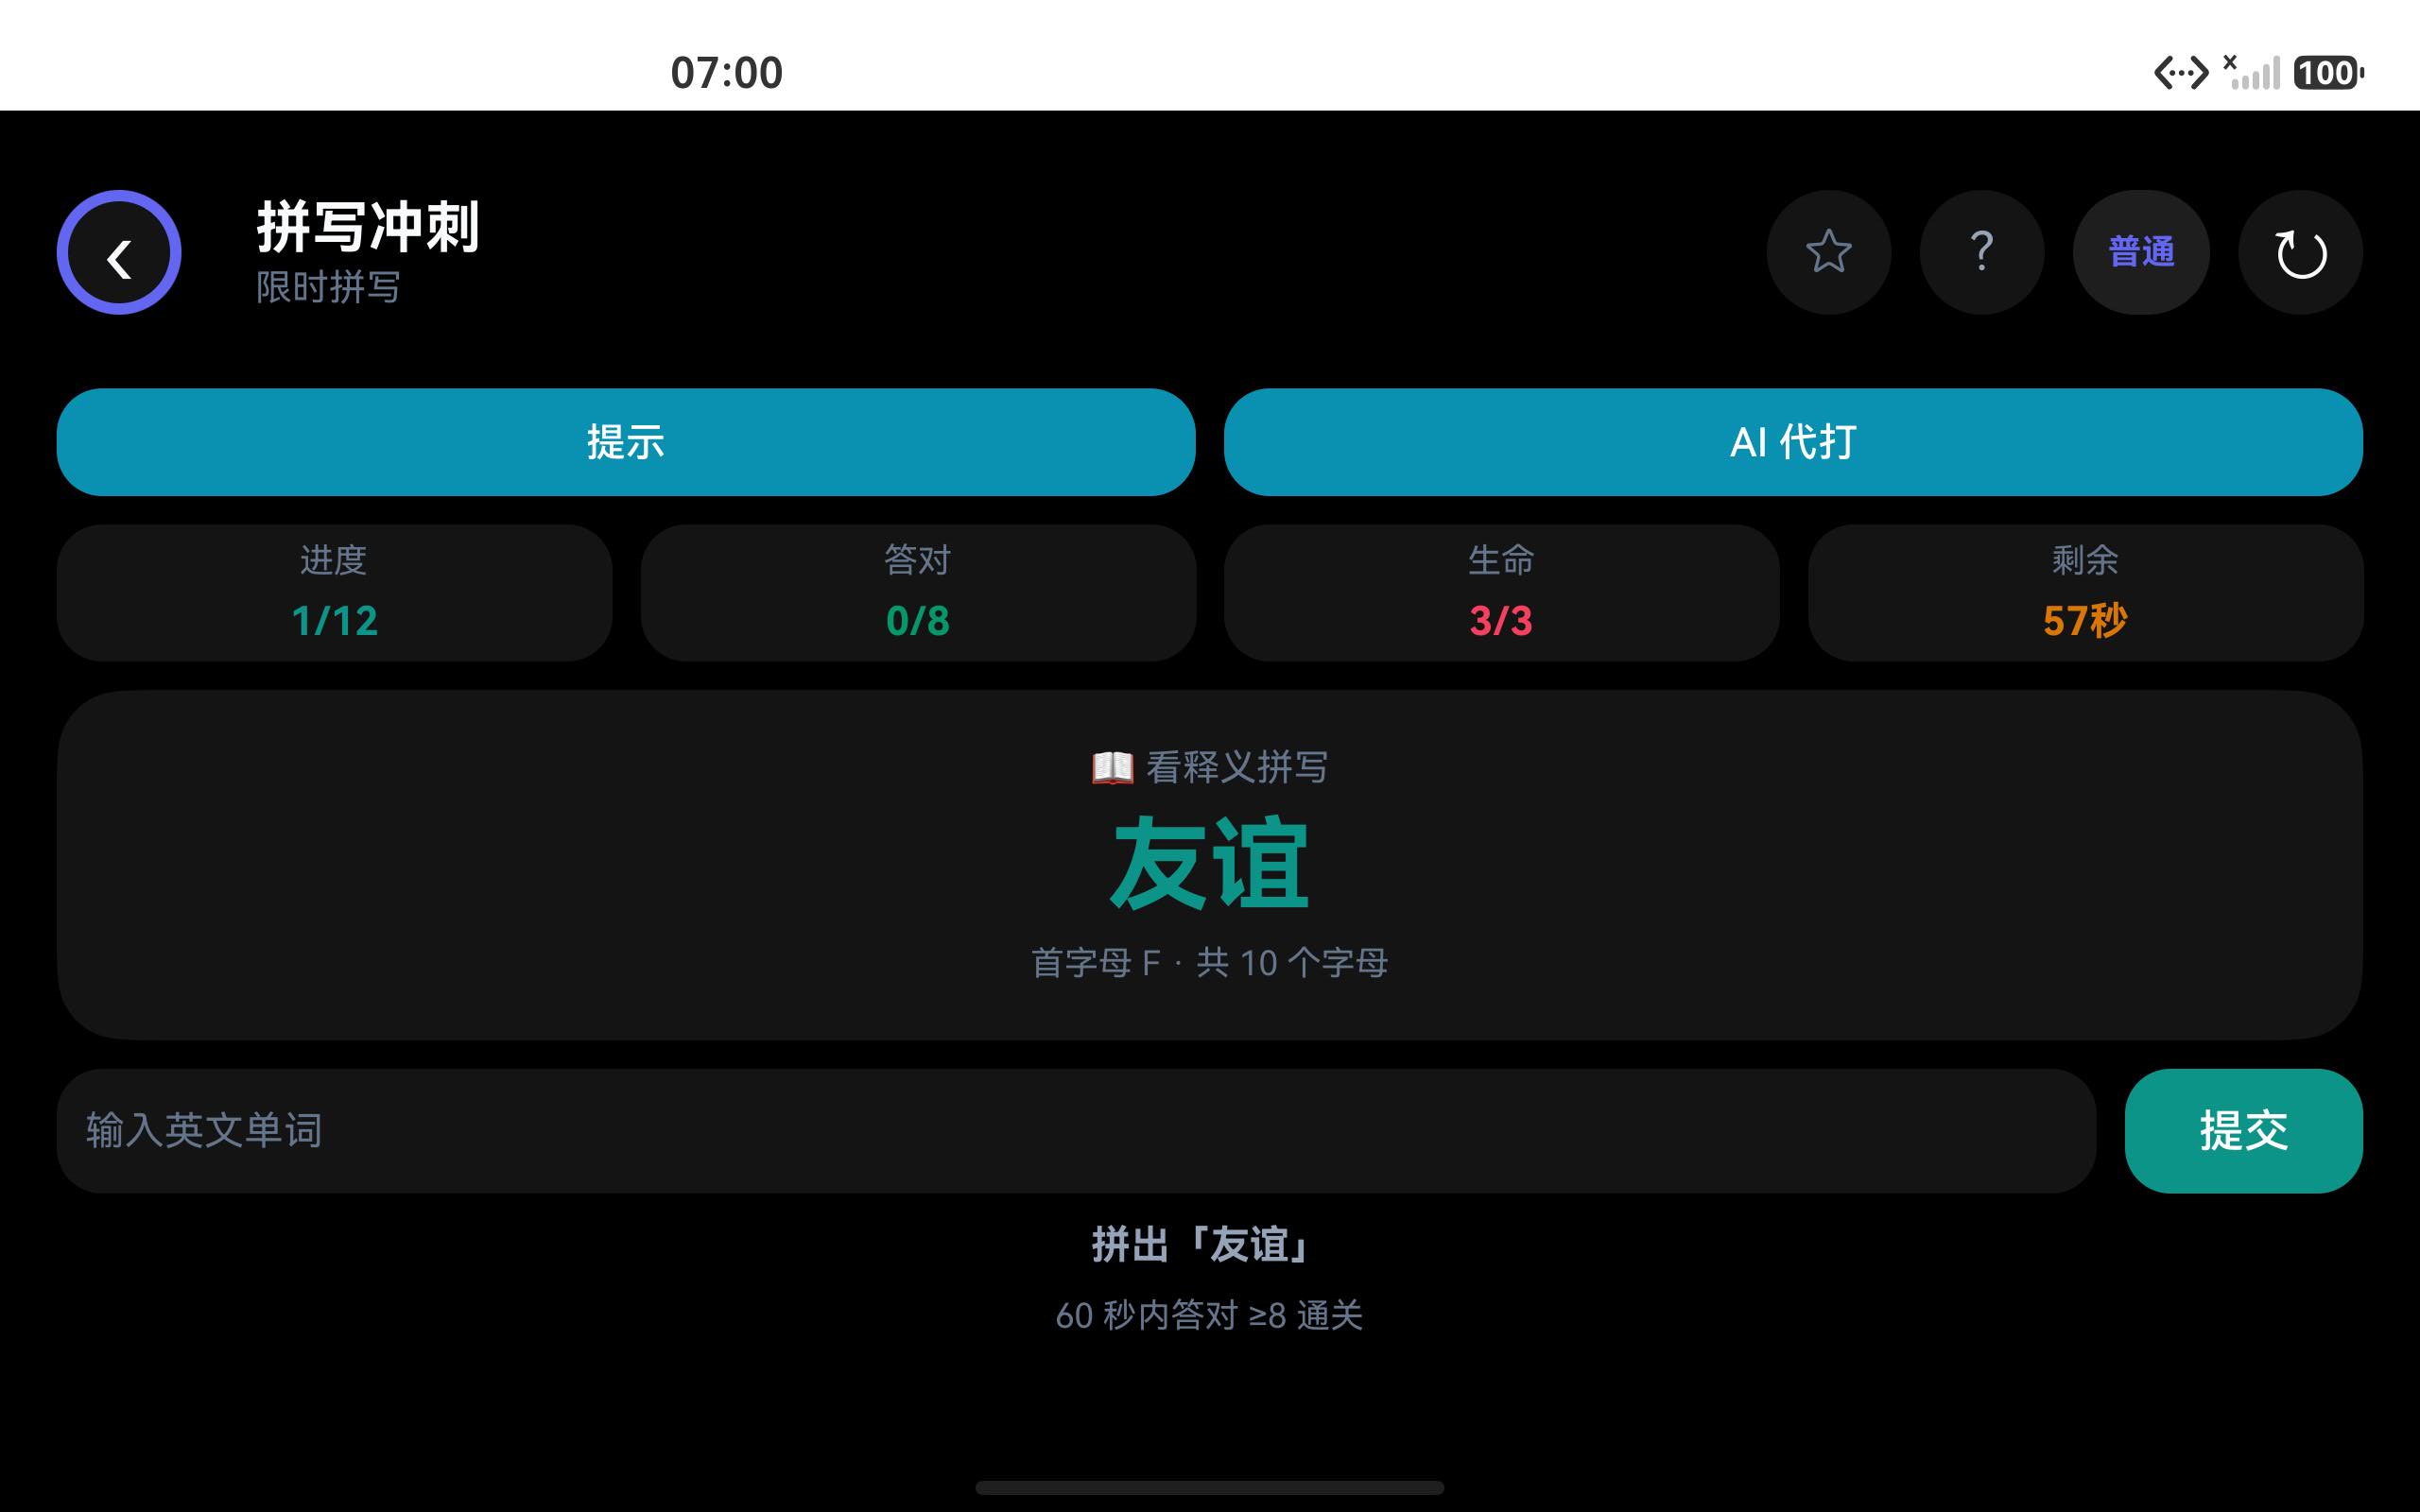 07:00
100
拼写冲刺
限时拼写
?
普通
提示
AI 代打
进度
1/12
答对
0/8
生命
3/3
剩余
57秒
📖 看释义拼写
友谊
首字母 F · 共 10 个字母
输入英文单词
提交
拼出「友谊」
60 秒内答对 ≥8 通关